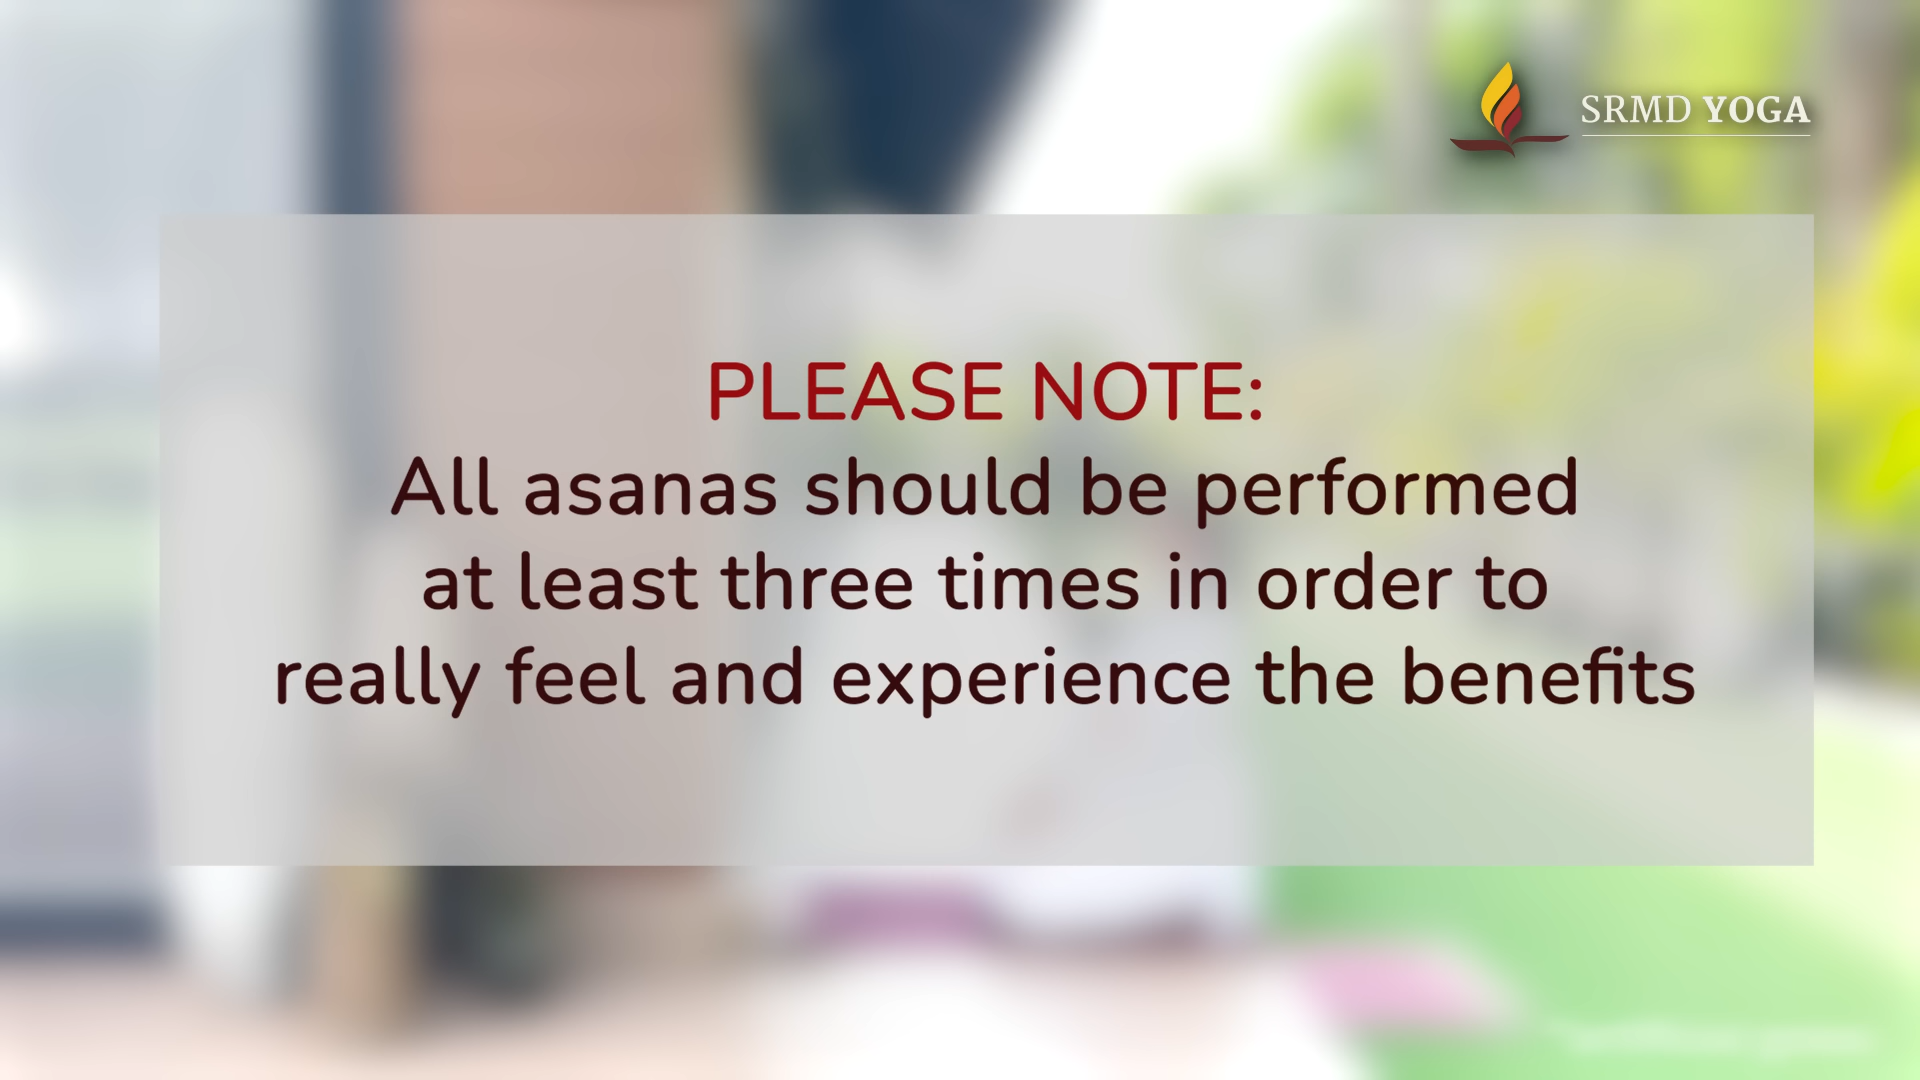 SRMD YOGA
PLEASE NOTE:
All asanas should be performed
at least three times in order to
really feel and experience the benefits